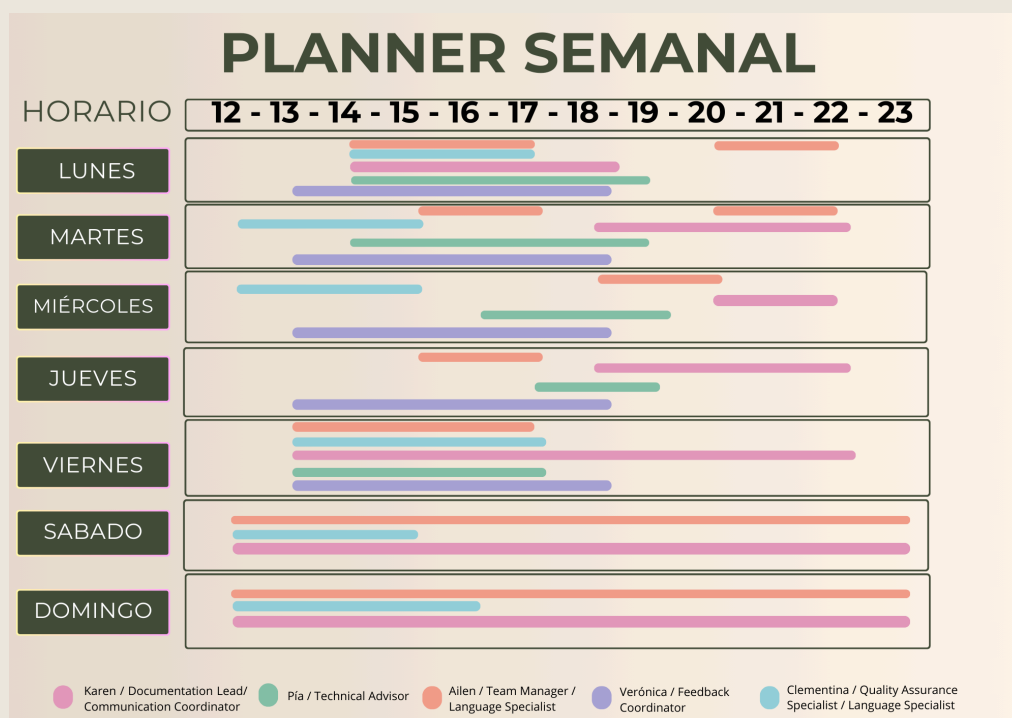 PLANNER SEMANAL
HORARIO
12 - 13 - 14 - 15 - 16 - 17 - 18 - 19 - 20 - 21 - 22 - 23
LUNES
MARTES
MIÉRCOLES
JUEVES
VIERNES
SABADO
DOMINGO
Karen / Documentation Lead/
Communication Coordinator
Pía / Technical Advisor
Ailen / Team Manager /
Language Specialist
Verónica / Feedback
Coordinator
Clementina / Quality Assurance
Specialist / Language Specialist